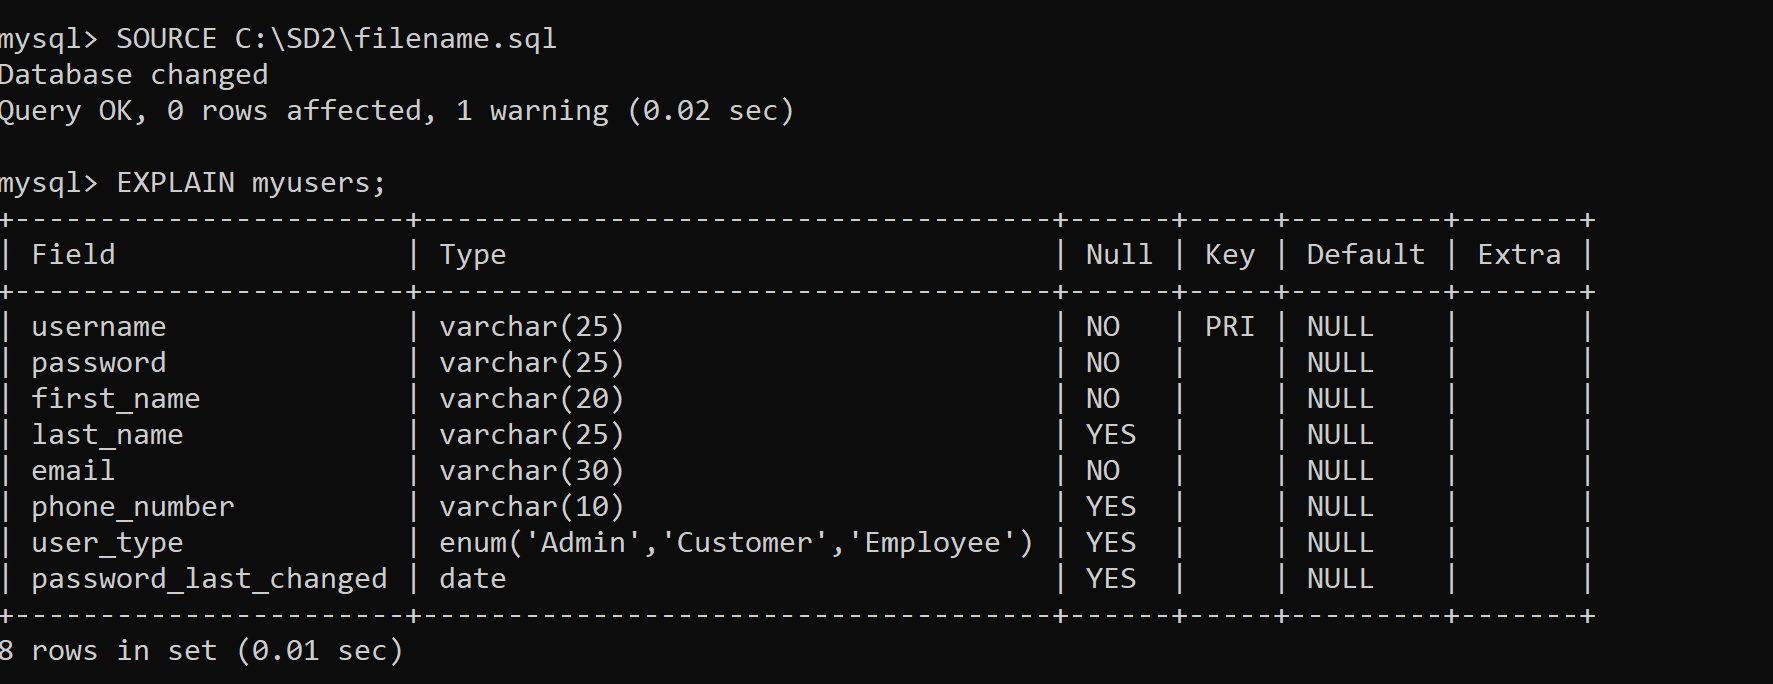 mysql> SOURCE C:\SD2\filename.sql
Database changed
Query OK, 0 rows affected, 1 warning (0.02 sec)
mysql> EXPLAIN myusers;
+-----------------------+-------------------------------------+------+-----+---------+-------+
| Field                 | Type                                | Null | Key | Default | Extra |
+-----------------------+-------------------------------------+------+-----+---------+-------+
| username              | varchar(25)                         | NO   | PRI | NULL    |       |
| password              | varchar(25)                         | NO   |     | NULL    |       |
| first_name            | varchar(20)                         | NO   |     | NULL    |       |
| last_name             | varchar(25)                         | YES  |     | NULL    |       |
| email                 | varchar(30)                         | NO   |     | NULL    |       |
| phone_number          | varchar(10)                         | YES  |     | NULL    |       |
| user_type             | enum('Admin','Customer','Employee') | YES  |     | NULL    |       |
| password_last_changed | date                                | YES  |     | NULL    |       |
+-----------------------+-------------------------------------+------+-----+---------+-------+
8 rows in set (0.01 sec)